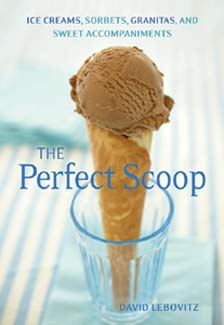 ICE CREAMS, SORBETS, GRANITAS, AND
SWEET ACCOMPANIMENTS
THE
Perfect Scoop
DAVID LEBOVITZ